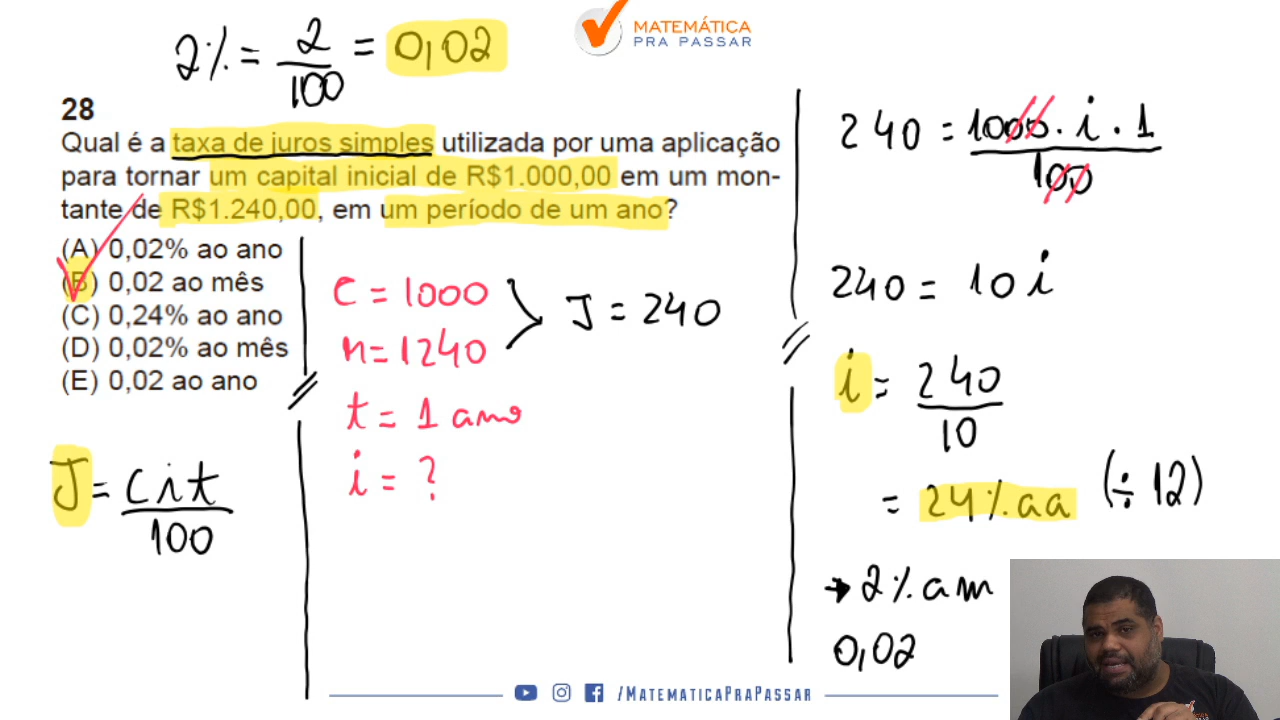 2% = 2/100 = 0,02
MATEMÁTICA
PRA PASSAR
28
Qual é a taxa de juros simples utilizada por uma aplicação
para tornar um capital inicial de R$1.000,00 em um mon-
tante de R$1.240,00, em um período de um ano?
(A) 0,02% ao ano
(B) 0,02 ao mês
(C) 0,24% ao ano
(D) 0,02% ao mês
(E) 0,02 ao ano
J = cit/100
C = 1000
M = 1240
J = 240
t = 1 ano
i = ?
240 = 1000 . i . 1/100
240 = 10 i
i = 240/10
= 24% aa (÷ 12)
→ 2% am
0,02
/MATEMATICAPRAPASSAR